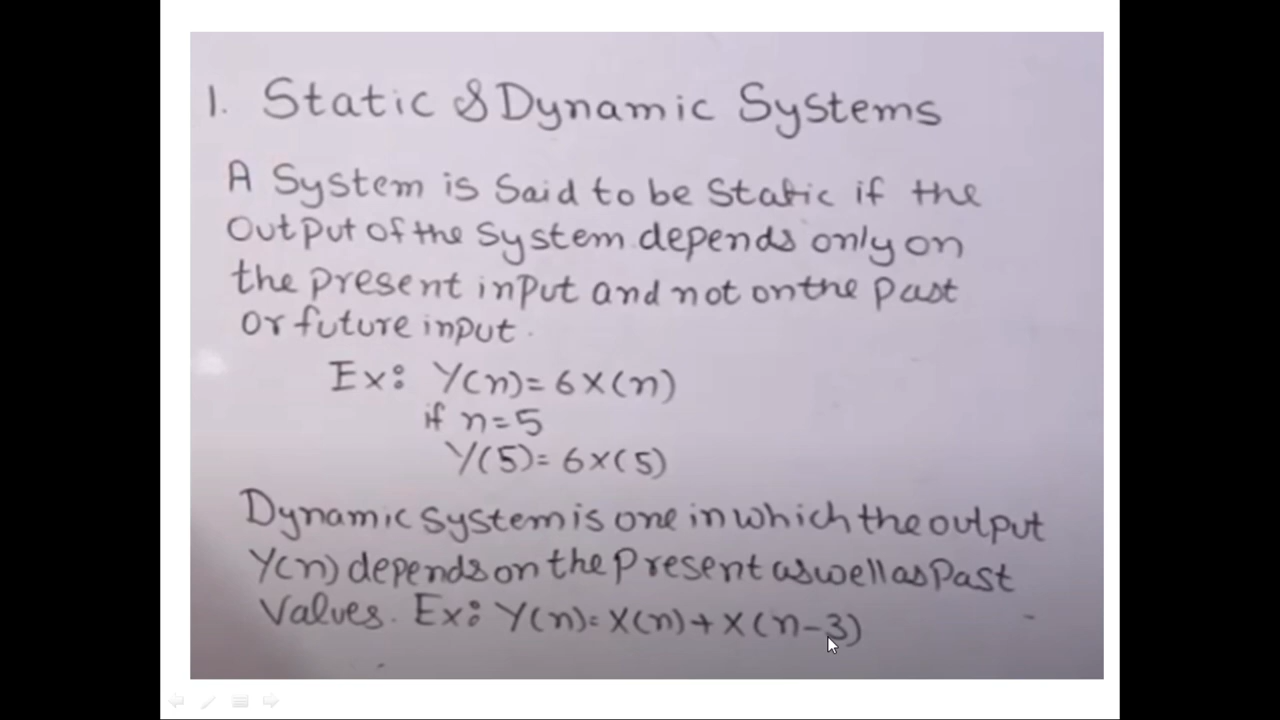 1. Static & Dynamic Systems
A System is Said to be Static if the
Output of the System depends only on
the present input and not on the past
or future input.
Ex: Y(n)= 6X(n)
if n=5
Y(5)= 6X(5)
Dynamic system is one in which the output
Y(n) depends on the Present as well as Past
Values. Ex: Y(n)= X(n)+ X(n-3)